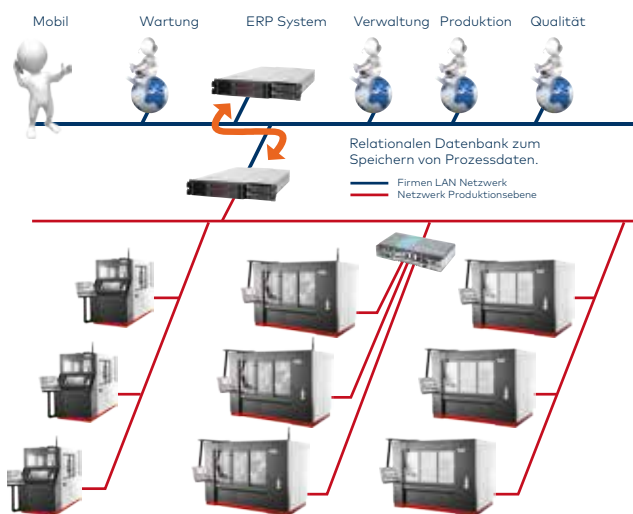 Mobil
Wartung
ERP System
Verwaltung
Produktion
Qualität
Relationalen Datenbank zum
Speichern von Prozessdaten.
Firmen LAN Netzwerk
Netzwerk Produktionsebene